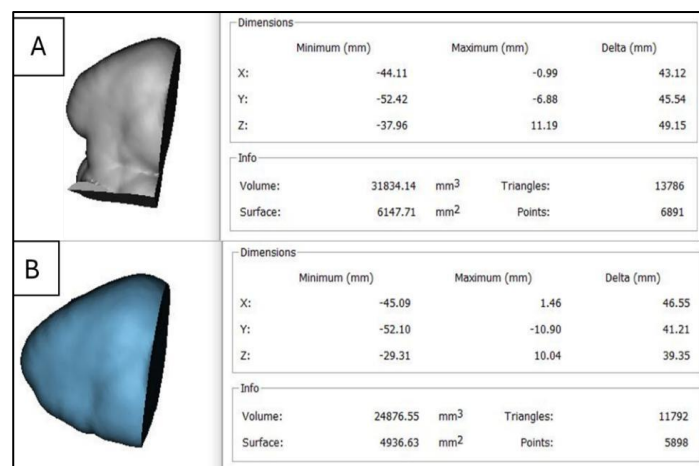 A
Dimensions
Minimum (mm) Maximum (mm) Delta (mm)
X: -44.11 -0.99 43.12
Y: -52.42 -6.88 45.54
Z: -37.96 11.19 49.15
Info
Volume: 31834.14 mm3 Triangles: 13786
Surface: 6147.71 mm2 Points: 6891
B
Dimensions
Minimum (mm) Maximum (mm) Delta (mm)
X: -45.09 1.46 46.55
Y: -52.10 -10.90 41.21
Z: -29.31 10.04 39.35
Info
Volume: 24876.55 mm3 Triangles: 11792
Surface: 4936.63 mm2 Points: 5898